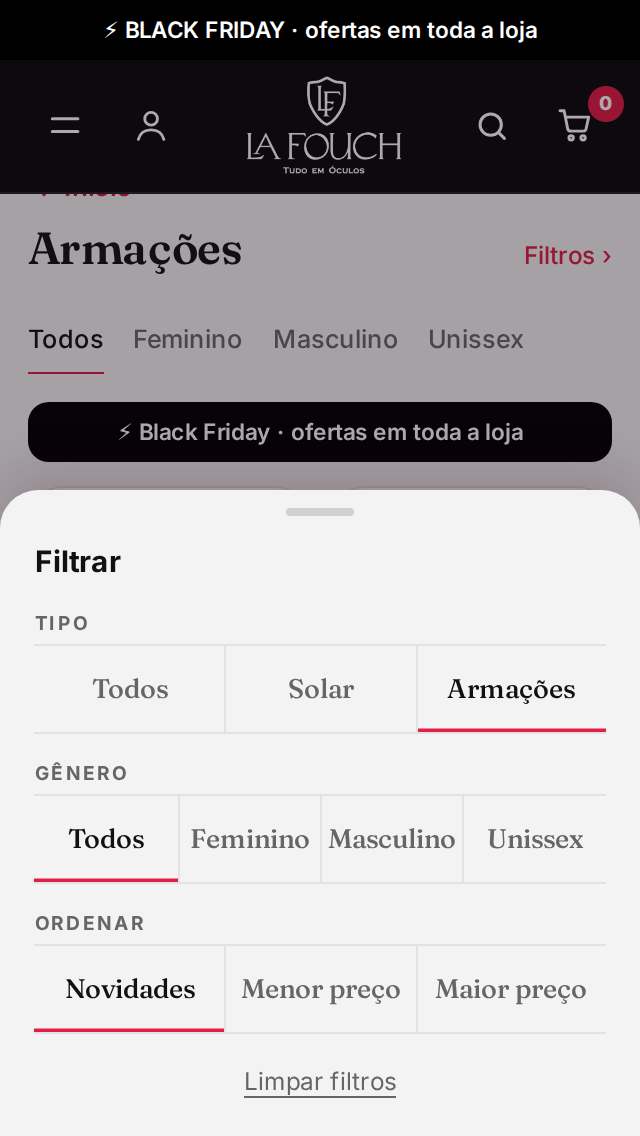 ⚡ BLACK FRIDAY · ofertas em toda a loja
LF
LA FOUCH
TUDO EM ÓCULOS
0
Armações
Filtros ›
Todos Feminino Masculino Unissex
⚡ Black Friday · ofertas em toda a loja
Filtrar
TIPO
Todos Solar Armações
GÊNERO
Todos Feminino Masculino Unissex
ORDENAR
Novidades Menor preço Maior preço
Limpar filtros